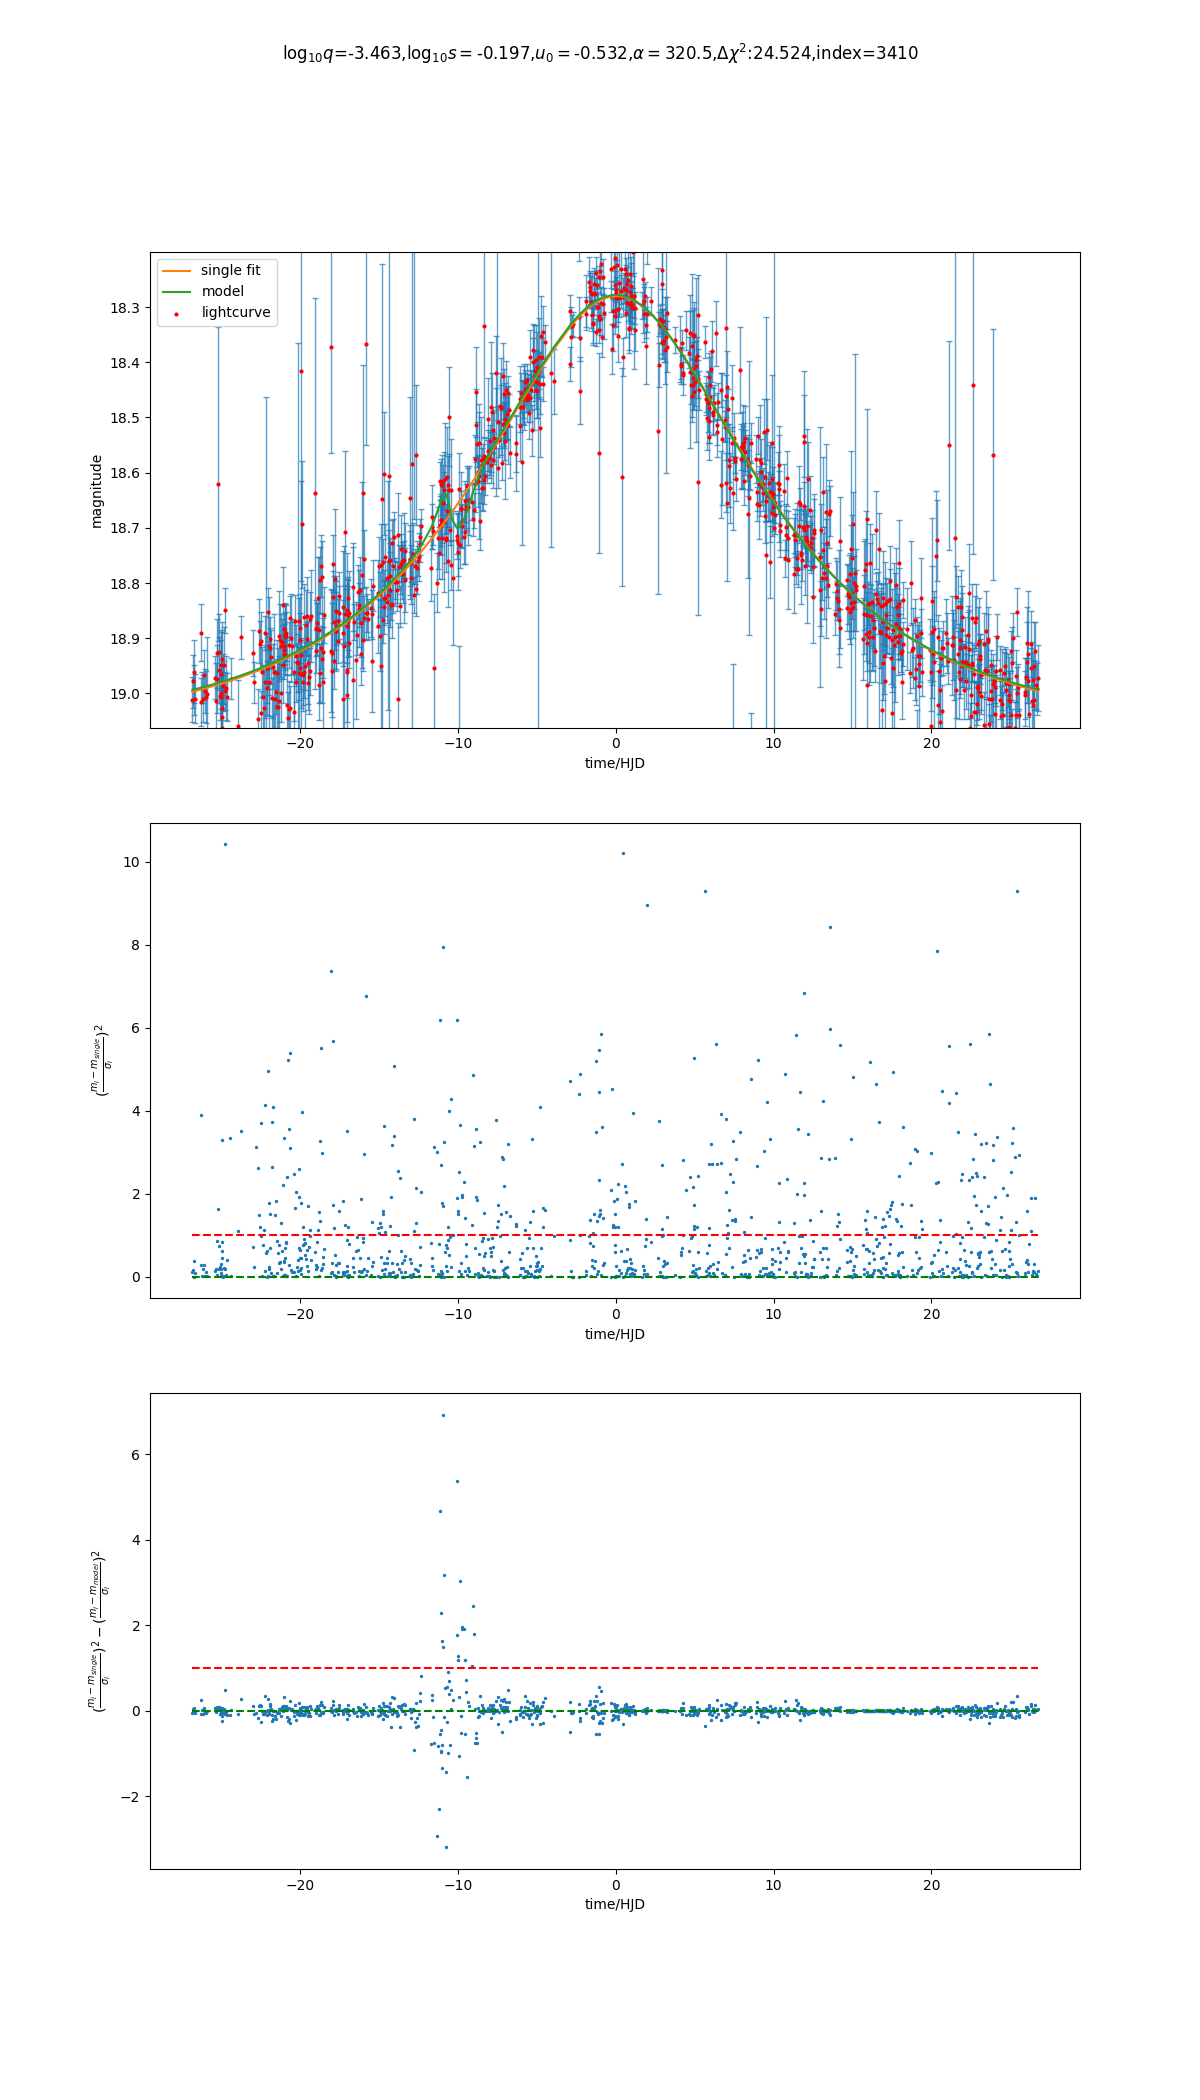 log₁₀q=-3.463,log₁₀s = -0.197,u₀ = -0.532,α = 320.5,Δχ²:24.524,index=3410
single fit
model
lightcurve
magnitude
18.3
18.4
18.5
18.6
18.7
18.8
18.9
19.0
−20 −10 0 10 20
time/HJD
((mᵢ − m_single)/σᵢ)²
10
8
6
4
2
0
−20 −10 0 10 20
time/HJD
((mᵢ − m_single)/σᵢ)² − ((mᵢ − m_model)/σᵢ)²
6
4
2
0
−2
−20 −10 0 10 20
time/HJD